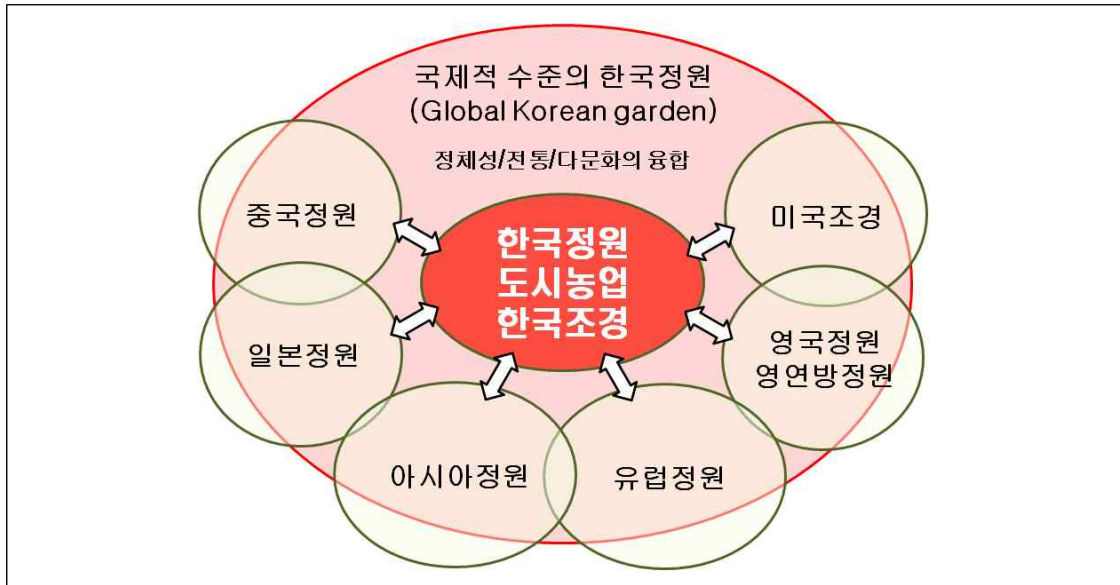 국제적 수준의 한국정원
(Global Korean garden)
정체성/전통/다문화의 융합
중국정원
미국조경
한국정원
도시농업
한국조경
일본정원
영국정원
영연방정원
아시아정원
유럽정원